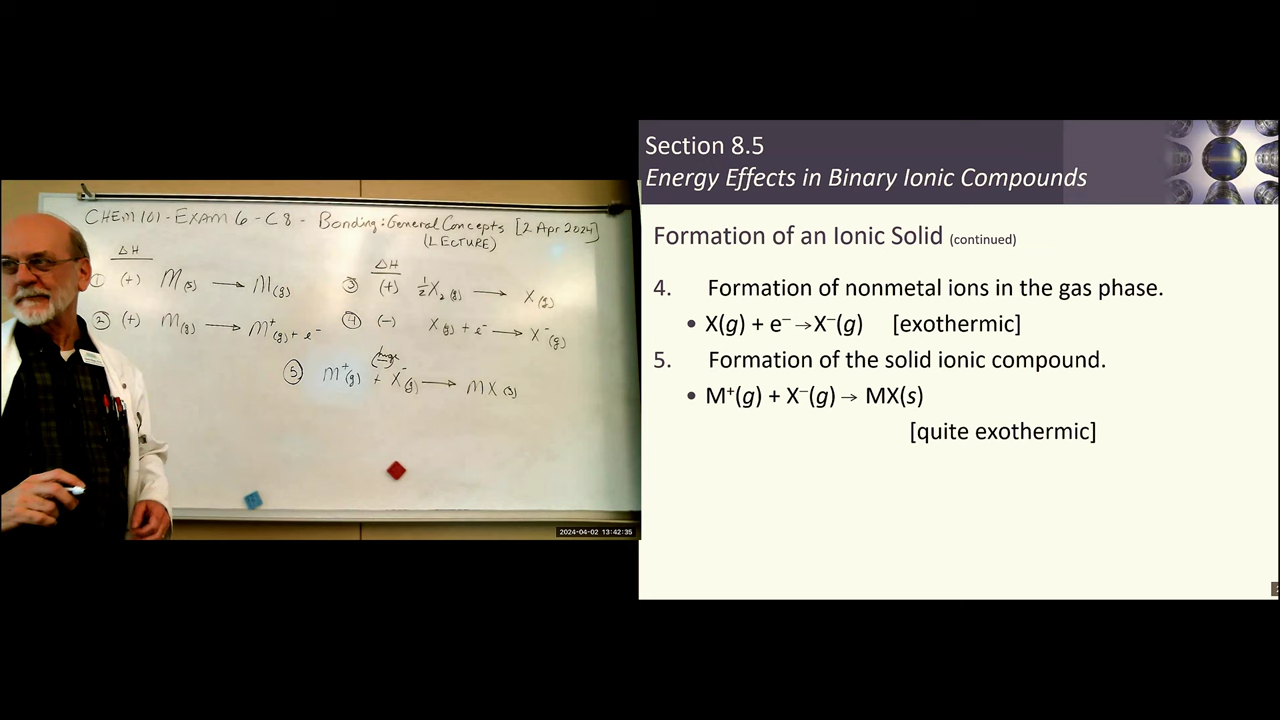 CHEM 101 - EXAM 6 - C 8 - Bonding: General Concepts [2 Apr 2024]
(LECTURE)
ΔH
① (+) M(s) → M(g)
② (+) M(g) → M⁺(g) + e⁻
ΔH
③ (+) ½X₂(g) → X(g)
④ (-) X(g) + e⁻ → X⁻(g)
huge
(-)
⑤ M⁺(g) + X⁻(g) → MX(s)
2024-04-02 13:42:35
Section 8.5
Energy Effects in Binary Ionic Compounds
Formation of an Ionic Solid (continued)
4. Formation of nonmetal ions in the gas phase.
• X(g) + e⁻ → X⁻(g) [exothermic]
5. Formation of the solid ionic compound.
• M⁺(g) + X⁻(g) → MX(s)
[quite exothermic]